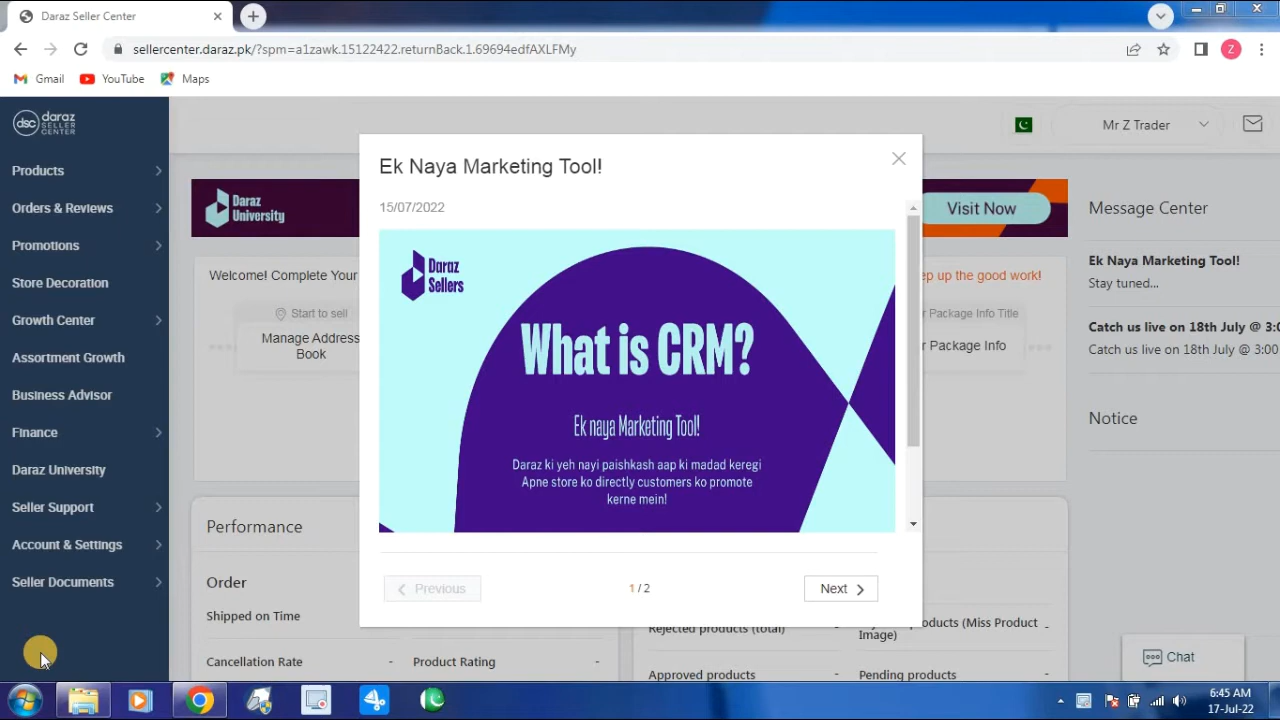 Daraz Seller Center
sellercenter.daraz.pk/?spm=a1zawk.15122422.returnBack.1.69694edfAXLFMy
Z
Gmail
YouTube
Maps
dsc daraz
SELLER
CENTER
Mr Z Trader
Products
Orders & Reviews
Promotions
Store Decoration
Growth Center
Assortment Growth
Business Advisor
Finance
Daraz University
Seller Support
Account & Settings
Seller Documents
Daraz
University
Visit Now
Welcome! Complete Your
ep up the good work!
Start to sell
Manage Address
Book
r Package Info Title
r Package Info
Ek Naya Marketing Tool!
15/07/2022
Daraz
Sellers
What is CRM?
Ek naya Marketing Tool!
Daraz ki yeh nayi paishkash aap ki madad keregi
Apne store ko directly customers ko promote
kerne mein!
Previous
1 / 2
Next
Message Center
Ek Naya Marketing Tool!
Stay tuned...
Catch us live on 18th July @ 3:0
Catch us live on 18th July @ 3:00
Notice
Performance
Order
Shipped on Time
Cancellation Rate
-
Product Rating
-
Rejected products (total)
oducts (Miss Product
Image)
-
Approved products
Pending products
Chat
6:45 AM
17-Jul-22